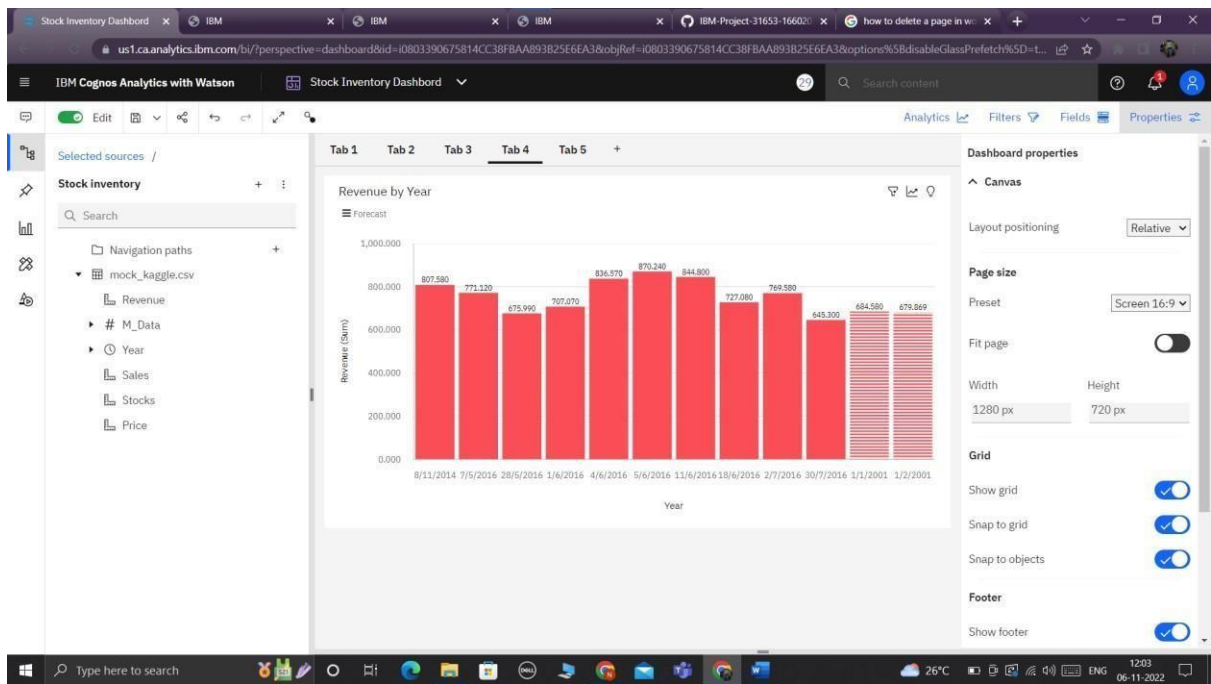 Stock Inventory Dashbord
IBM
IBM
IBM
IBM-Project-31653-166020
how to delete a page in wo
us1.ca.analytics.ibm.com/bi/?perspective=dashboard&id=i0803390675814CC38FBAA893B25E6EA3&objRef=i0803390675814CC38FBAA893B25E6EA3&options%5BdisableGlassPrefetch%5D=t...
IBM Cognos Analytics with Watson
Stock Inventory Dashbord
29
Search content
1
Edit
Analytics
Filters
Fields
Properties
Selected sources /
Stock inventory
Search
Navigation paths
mock_kaggle.csv
Revenue
# M_Data
Year
Sales
Stocks
Price
Tab 1 Tab 2 Tab 3 Tab 4 Tab 5 +
Revenue by Year
Forecast
Revenue (Sum)
1,000.000
800.000
600.000
400.000
200.000
0.000
807.580 771.120 675.990 707.070 836.570 870.240 844.800 727.080 769.580 645.300 684.580 679.869
8/11/2014 7/5/2016 28/5/2016 1/6/2016 4/6/2016 5/6/2016 11/6/2016 18/6/2016 2/7/2016 30/7/2016 1/1/2001 1/2/2001
Year
Dashboard properties
Canvas
Layout positioning Relative
Page size
Preset Screen 16:9
Fit page
Width Height
1280 px 720 px
Grid
Show grid
Snap to grid
Snap to objects
Footer
Show footer
Type here to search
DELL
26°C
ENG
12:03
06-11-2022